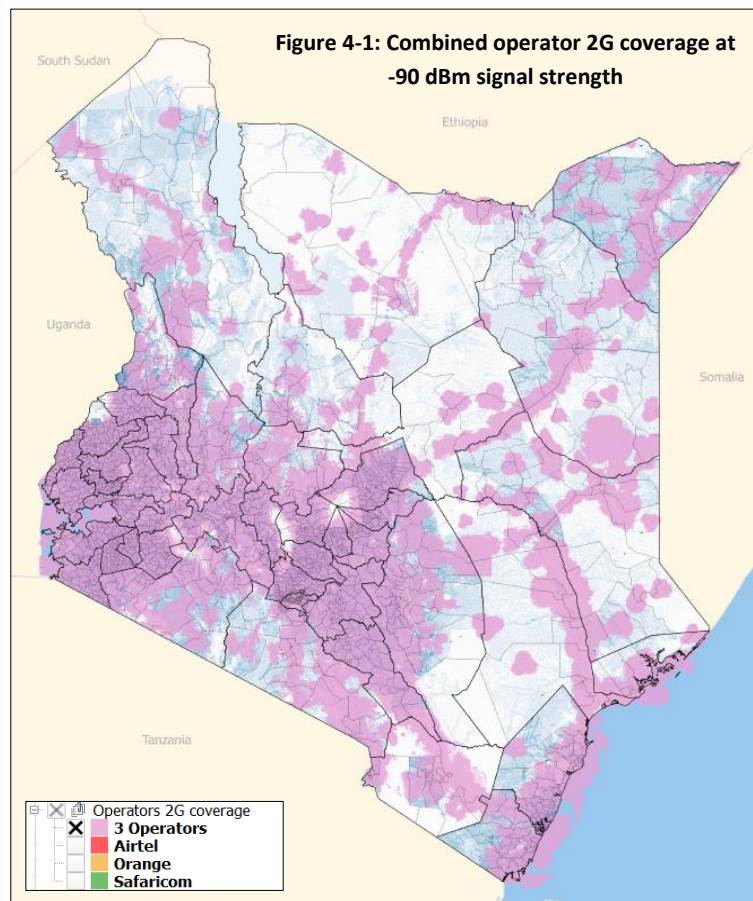 Figure 4-1: Combined operator 2G coverage at
-90 dBm signal strength
South Sudan
Ethiopia
Uganda
Somalia
Tanzania
Operators 2G coverage
3 Operators
Airtel
Orange
Safaricom